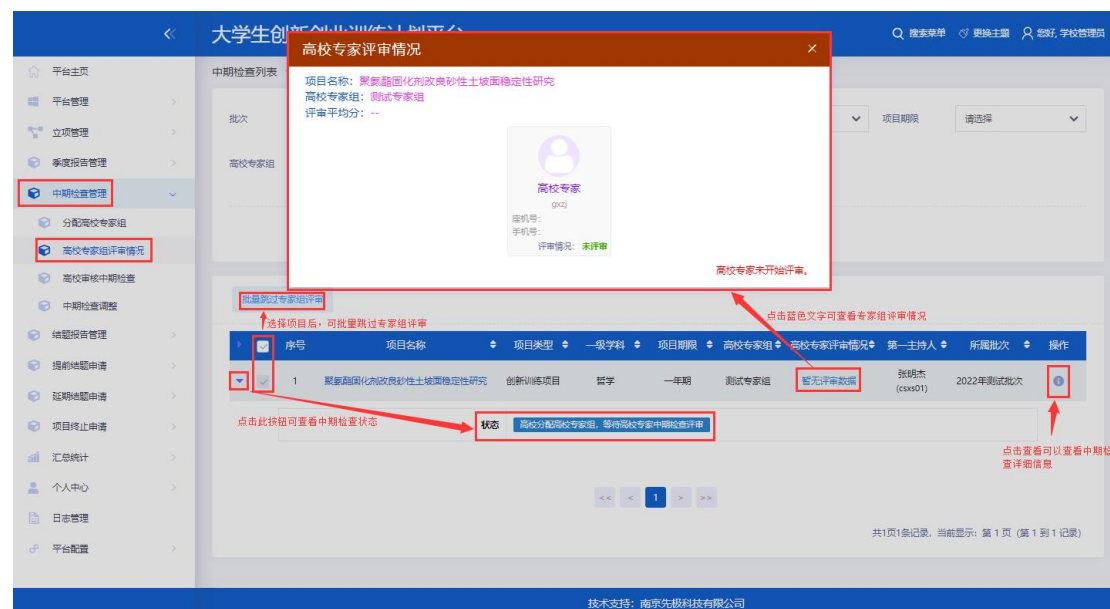 大学生创新创业训练计划平台
搜索菜单 更换主题 您好, 学校管理员
平台主页
平台管理
立项管理
季度报告管理
中期检查管理
分配高校专家组
高校专家组评审情况
高校审核中期检查
中期检查调整
结题报告管理
提前结题申请
延期结题申请
项目终止申请
汇总统计
个人中心
日志管理
平台配置
中期检查列表
批次
项目期限 请选择
高校专家组
高校专家评审情况 ×
项目名称: 聚氨酯固化剂改良砂性土坡面稳定性研究
高校专家组: 测试专家组
评审平均分: --
高校专家
gxzj
座机号:
手机号:
评审情况: 未评审
高校专家未开始评审。
批量跳过专家组评审
选择项目后,可批量跳过专家组评审
点击蓝色文字可查看专家组评审情况
序号 项目名称 项目类型 一级学科 项目期限 高校专家组 高校专家评审情况 第一主持人 所属批次 操作
1 聚氨酯固化剂改良砂性土坡面稳定性研究 创新训练项目 哲学 一年期 测试专家组 暂无评审数据 张明杰 (csxs01) 2022年测试批次
点击此按钮可查看中期检查状态
状态 高校分配高校专家组, 等待高校专家中期检查评审
点击查看可以查看中期检
查详细信息
<< < 1 > >>
共1页1条记录, 当前显示: 第 1 页 (第 1 到 1 记录)
技术支持: 南京先极科技有限公司